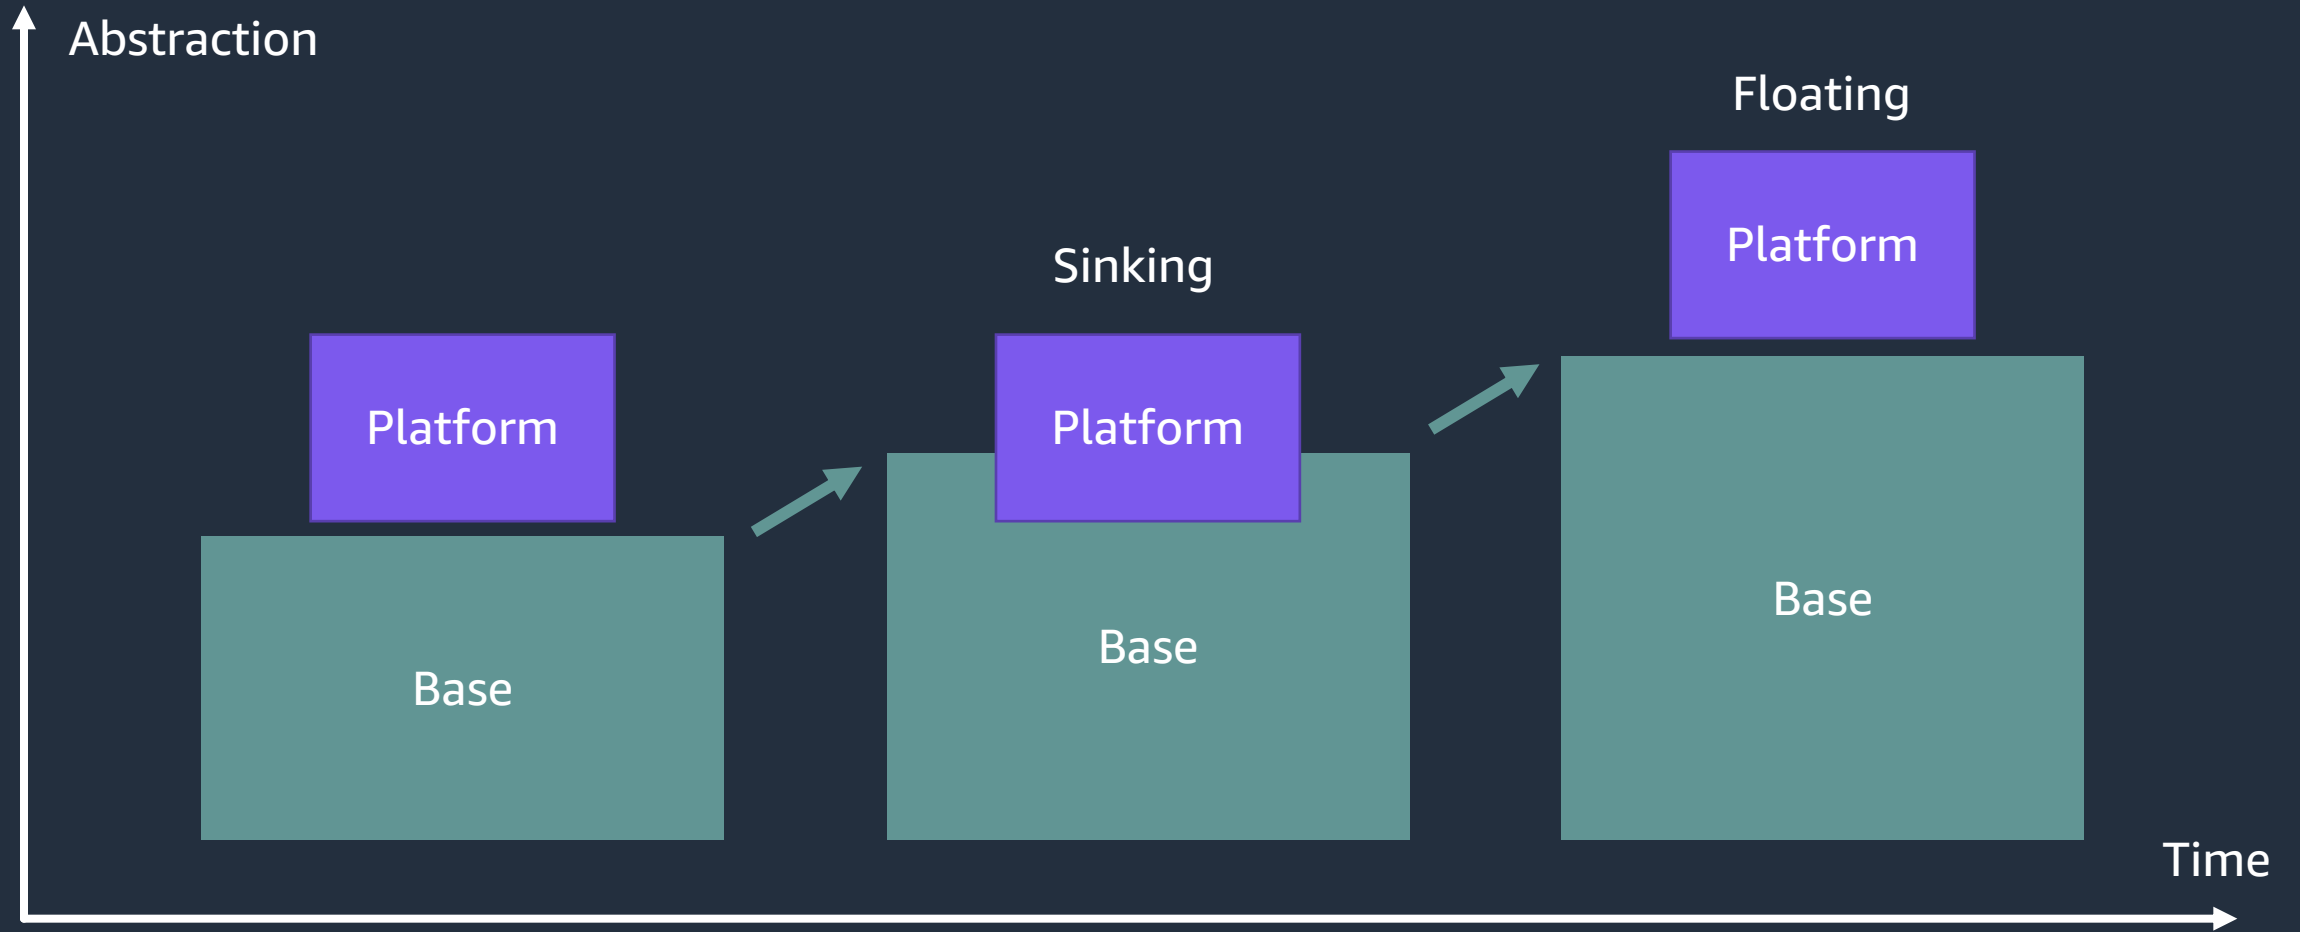 Abstraction
Floating
Platform
Sinking
Platform
Platform
Base
Base
Base
Time